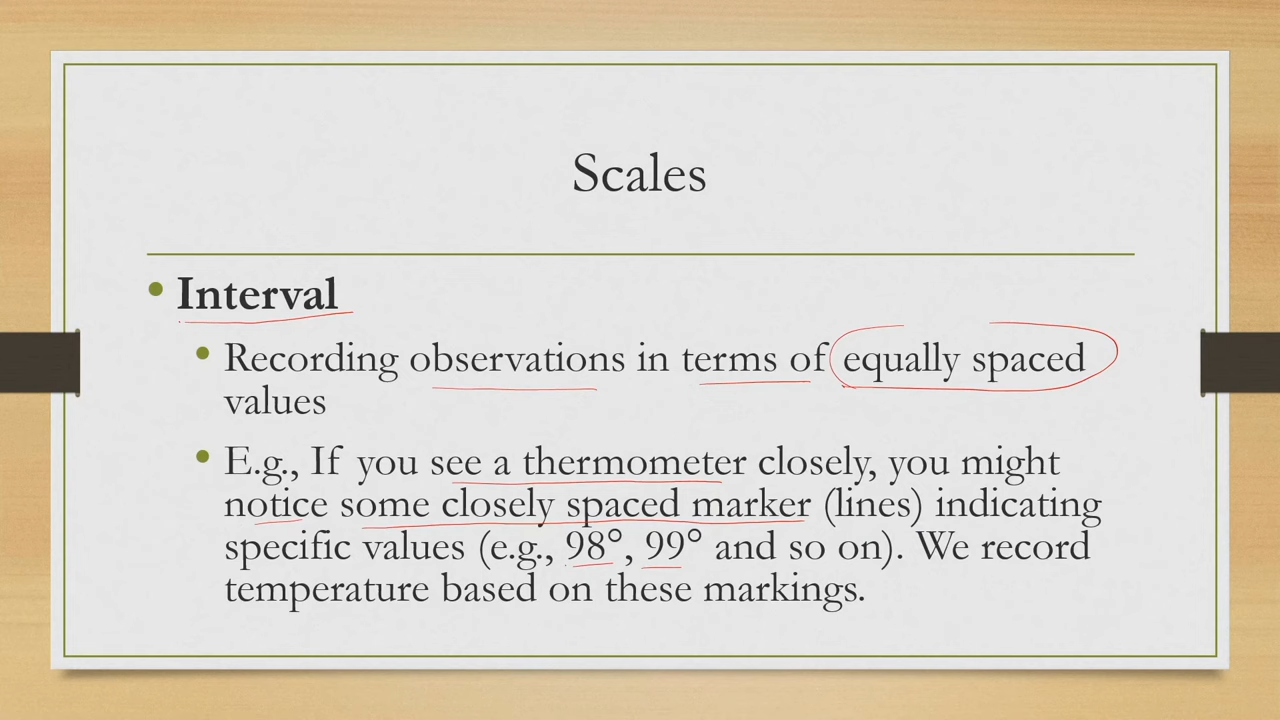 Scales
Interval
Recording observations in terms of equally spaced
values
E.g., If you see a thermometer closely, you might
notice some closely spaced marker (lines) indicating
specific values (e.g., 98°, 99° and so on). We record
temperature based on these markings.